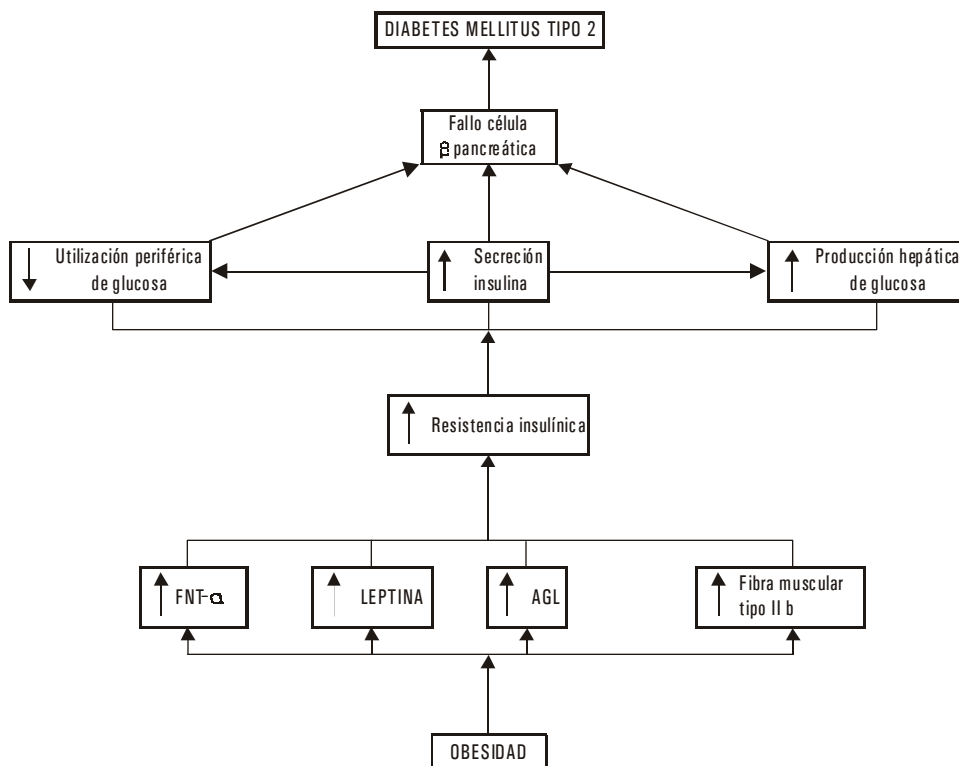 DIABETES MELLITUS TIPO 2
Fallo célula
β pancreática
Utilización periférica
de glucosa
Secreción
insulina
Producción hepática
de glucosa
Resistencia insulínica
FNT-α
LEPTINA
AGL
Fibra muscular
tipo II b
OBESIDAD